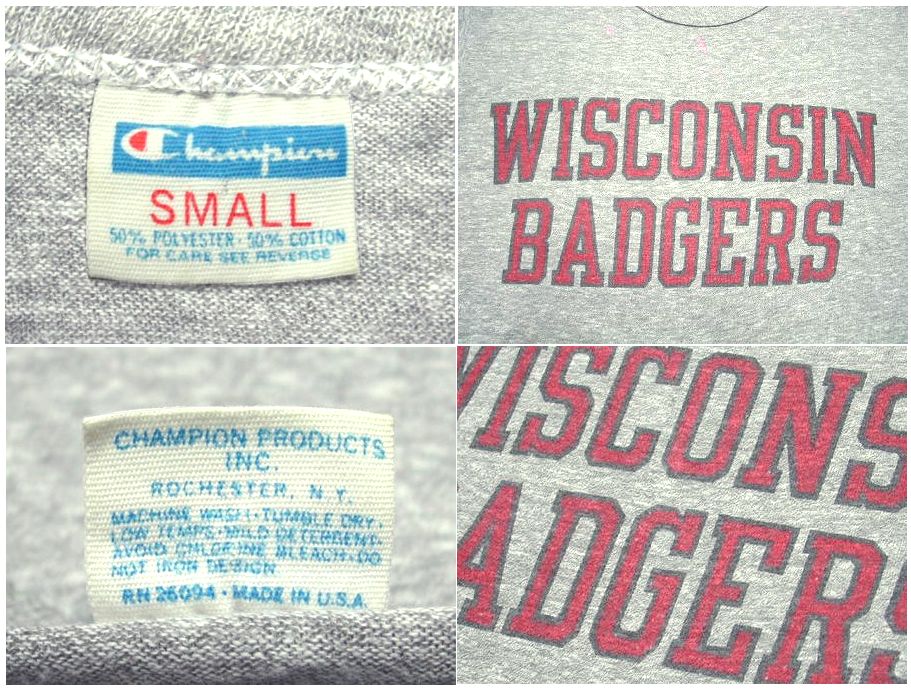 Champion
SMALL
50% POLYESTER · 50% COTTON
FOR CARE SEE REVERSE
WISCONSIN
BADGERS
CHAMPION PRODUCTS
INC.
ROCHESTER, N.Y.
MACHINE WASH · TUMBLE DRY ·
LOW TEMPS · MILD DETERGENT.
AVOID CHLORINE BLEACH · DO
NOT IRON DESIGN
RN 26094 · MADE IN U.S.A.
WISCONS
ADGERS